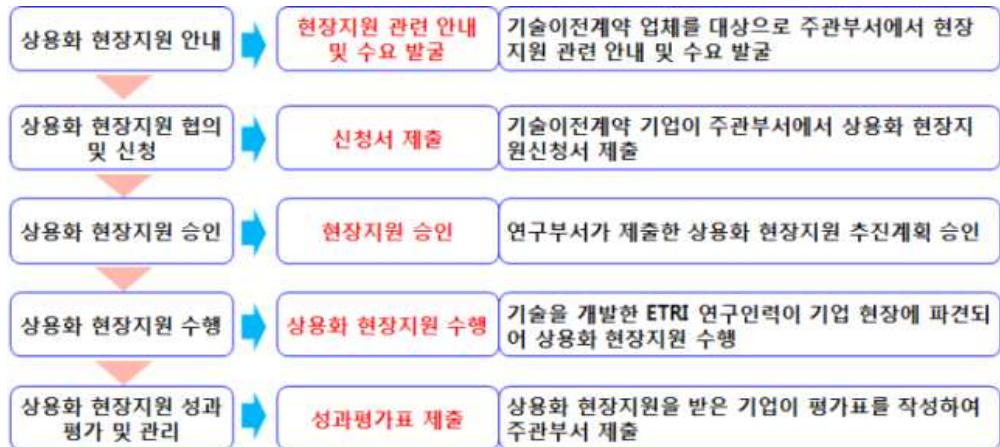 상용화 현장지원 안내
현장지원 관련 안내
및 수요 발굴
기술이전계약 업체를 대상으로 주관부서에서 현장
지원 관련 안내 및 수요 발굴
상용화 현장지원 협의
및 신청
신청서 제출
기술이전계약 기업이 주관부서에서 상용화 현장지
원신청서 제출
상용화 현장지원 승인
현장지원 승인
연구부서가 제출한 상용화 현장지원 추진계획 승인
상용화 현장지원 수행
상용화 현장지원 수행
기술을 개발한 ETRI 연구인력이 기업 현장에 파견되
어 상용화 현장지원 수행
상용화 현장지원 성과
평가 및 관리
성과평가표 제출
상용화 현장지원을 받은 기업이 평가표를 작성하여
주관부서 제출